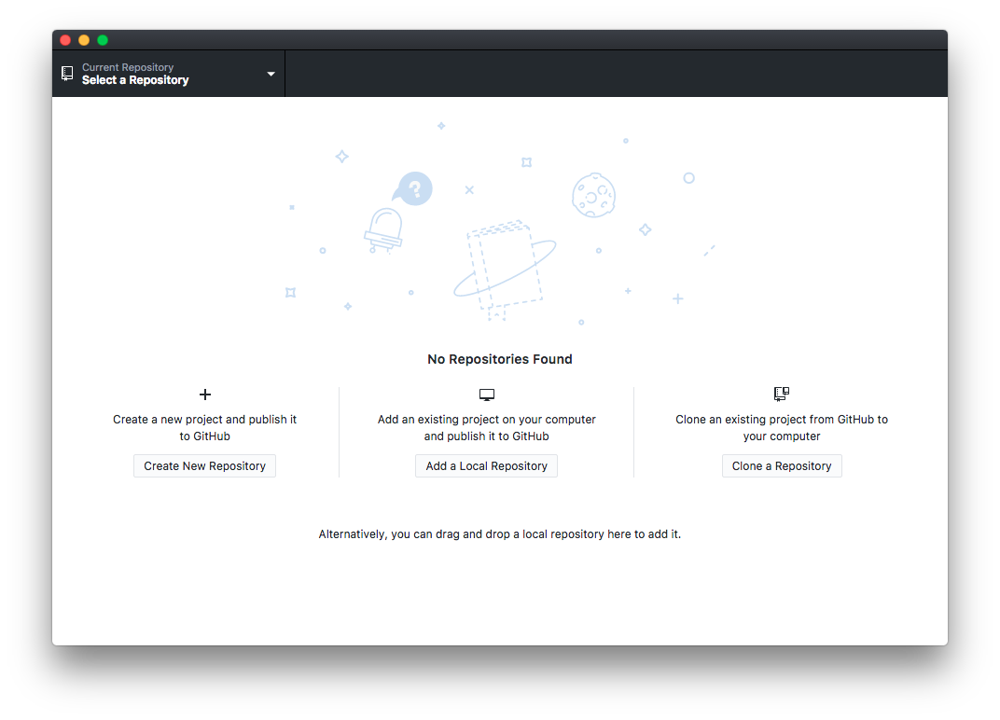 Current Repository
Select a Repository
?
No Repositories Found
Create a new project and publish it
to GitHub
Create New Repository
Add an existing project on your computer
and publish it to GitHub
Add a Local Repository
Clone an existing project from GitHub to
your computer
Clone a Repository
Alternatively, you can drag and drop a local repository here to add it.